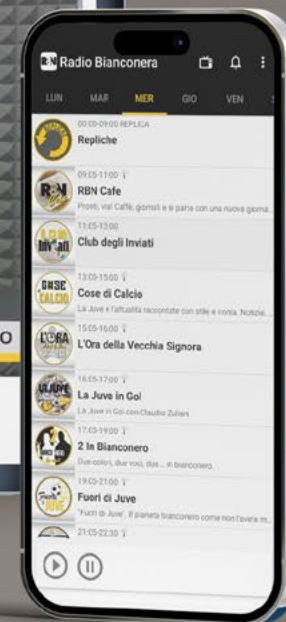 RBN Radio Bianconera
LUN MAR MER GIO VEN
00:00-09:00 REPLICA
Repliche
09:05-11:00
RBN Cafe
Pronti, via! Caffè, giornali e si parte con una nuova giorna...
11:05-13:00
Club degli Inviati
13:00-15:00
Cose di Calcio
La Juve e l'attualità raccontate con stile e ironia. Notizie,
15:05-16:00
L'Ora della Vecchia Signora
16:05-17:00
La Juve in Gol
La Juve in Gol con Claudio Zuliani
17:05-19:00
2 In Bianconero
Due colori, due voci, due... in bianconero.
19:05-21:00
Fuori di Juve
"Fuori di Juve". Il pianeta bianconero come non l'avete m...
21:05-22:30
O